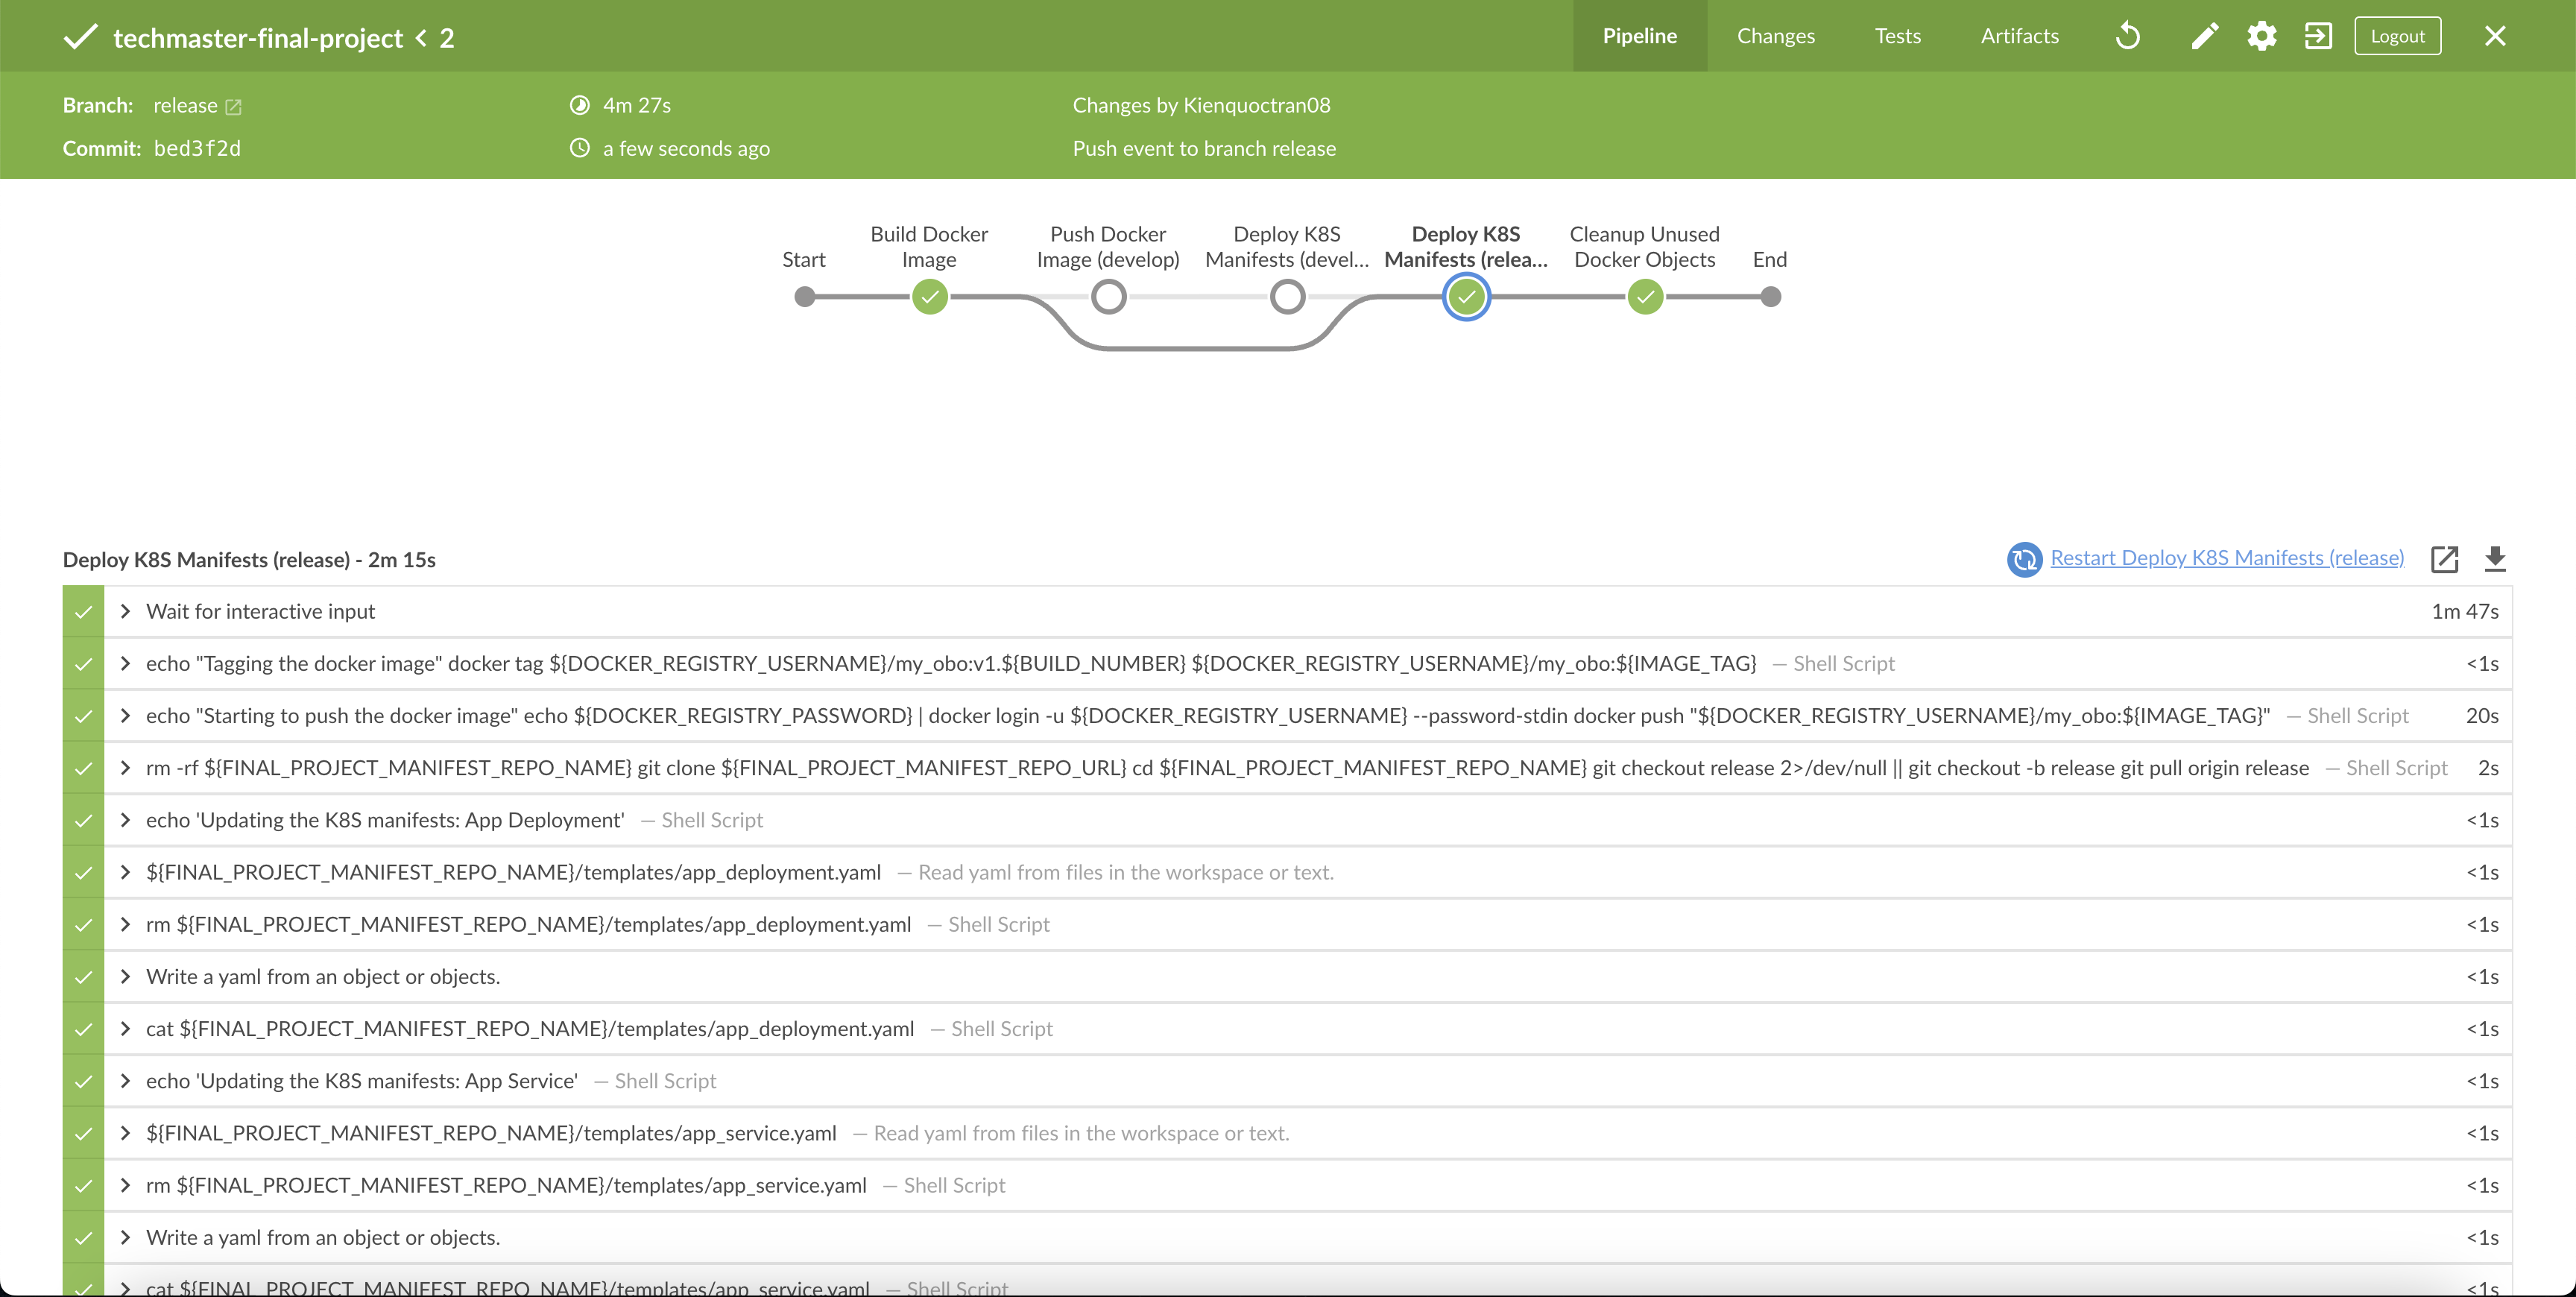 techmaster-final-project < 2
Pipeline
Changes
Tests
Artifacts
Logout
Branch: release
4m 27s
Changes by Kienquoctran08
Commit: bed3f2d
a few seconds ago
Push event to branch release
Start
Build Docker
Image
Push Docker
Image (develop)
Deploy K8S
Manifests (devel...
Deploy K8S
Manifests (relea...
Cleanup Unused
Docker Objects
End
Deploy K8S Manifests (release) - 2m 15s
Restart Deploy K8S Manifests (release)
Wait for interactive input 1m 47s
echo "Tagging the docker image" docker tag ${DOCKER_REGISTRY_USERNAME}/my_obo:v1.${BUILD_NUMBER} ${DOCKER_REGISTRY_USERNAME}/my_obo:${IMAGE_TAG} — Shell Script <1s
echo "Starting to push the docker image" echo ${DOCKER_REGISTRY_PASSWORD} | docker login -u ${DOCKER_REGISTRY_USERNAME} --password-stdin docker push "${DOCKER_REGISTRY_USERNAME}/my_obo:${IMAGE_TAG}" — Shell Script 20s
rm -rf ${FINAL_PROJECT_MANIFEST_REPO_NAME} git clone ${FINAL_PROJECT_MANIFEST_REPO_URL} cd ${FINAL_PROJECT_MANIFEST_REPO_NAME} git checkout release 2>/dev/null || git checkout -b release git pull origin release — Shell Script 2s
echo 'Updating the K8S manifests: App Deployment' — Shell Script <1s
${FINAL_PROJECT_MANIFEST_REPO_NAME}/templates/app_deployment.yaml — Read yaml from files in the workspace or text. <1s
rm ${FINAL_PROJECT_MANIFEST_REPO_NAME}/templates/app_deployment.yaml — Shell Script <1s
Write a yaml from an object or objects. <1s
cat ${FINAL_PROJECT_MANIFEST_REPO_NAME}/templates/app_deployment.yaml — Shell Script <1s
echo 'Updating the K8S manifests: App Service' — Shell Script <1s
${FINAL_PROJECT_MANIFEST_REPO_NAME}/templates/app_service.yaml — Read yaml from files in the workspace or text. <1s
rm ${FINAL_PROJECT_MANIFEST_REPO_NAME}/templates/app_service.yaml — Shell Script <1s
Write a yaml from an object or objects. <1s
cat ${FINAL_PROJECT_MANIFEST_REPO_NAME}/templates/app_service.yaml — Shell Script <1s